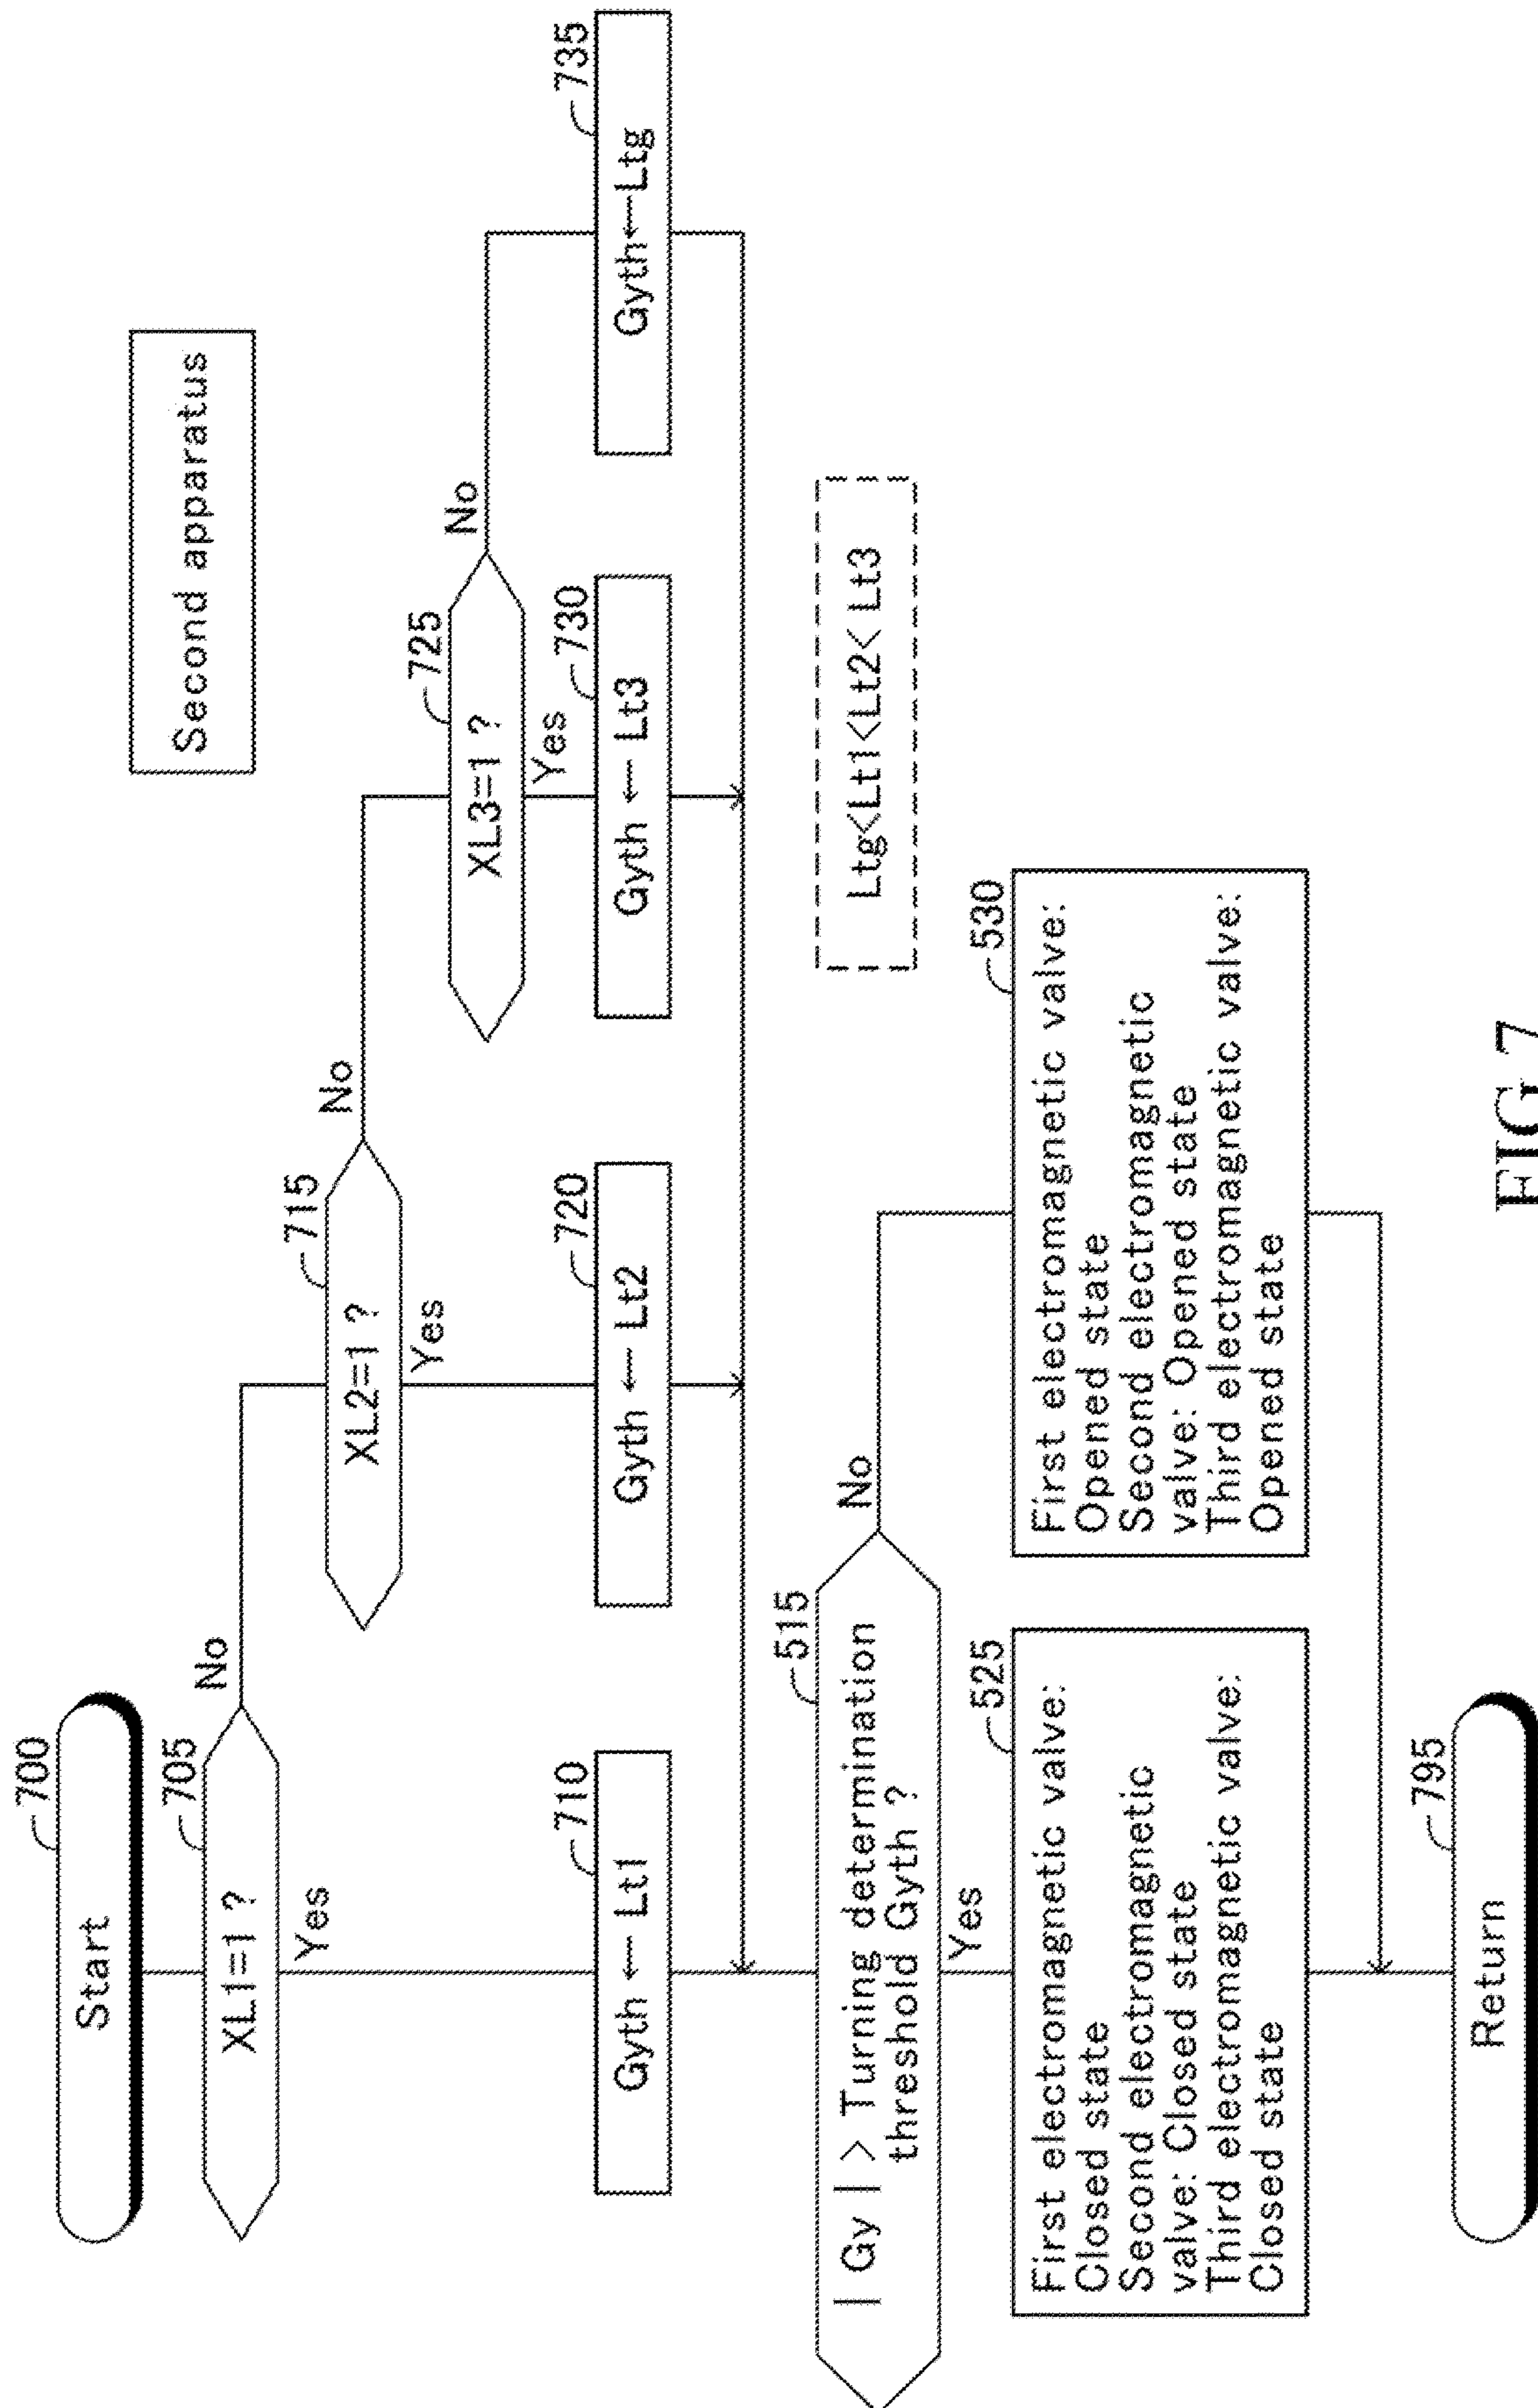 Second apparatus
700
Start
705
XL1=1 ?
No
Yes
715
XL2=1 ?
No
Yes
725
XL3=1 ?
No
Yes
710
Gyth ← Lt1
720
Gyth ← Lt2
730
Gyth ← Lt3
735
Gyth←Ltg
Ltg<Lt1<Lt2< Lt3
515
| Gy | > Turning determination
threshold Gyth ?
No
Yes
525
First electromagnetic valve:
Closed state
Second electromagnetic
valve: Closed state
Third electromagnetic valve:
Closed state
530
First electromagnetic valve:
Opened state
Second electromagnetic
valve: Opened state
Third electromagnetic valve:
Opened state
795
Return
FIG.7